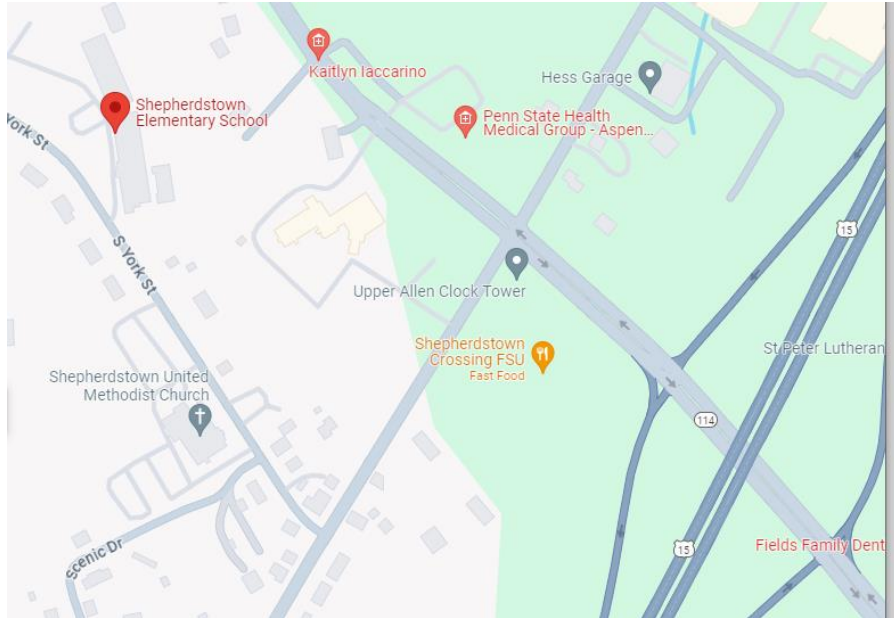 Kaitlyn Iaccarino
Shepherdstown
Elementary School
Hess Garage
Penn State Health
Medical Group - Aspen...
York St
15
S York St
Upper Allen Clock Tower
Shepherdstown
Crossing FSU
Fast Food
St Peter Lutheran
Shepherdstown United
Methodist Church
114
15
Fields Family Dent
Scenic Dr